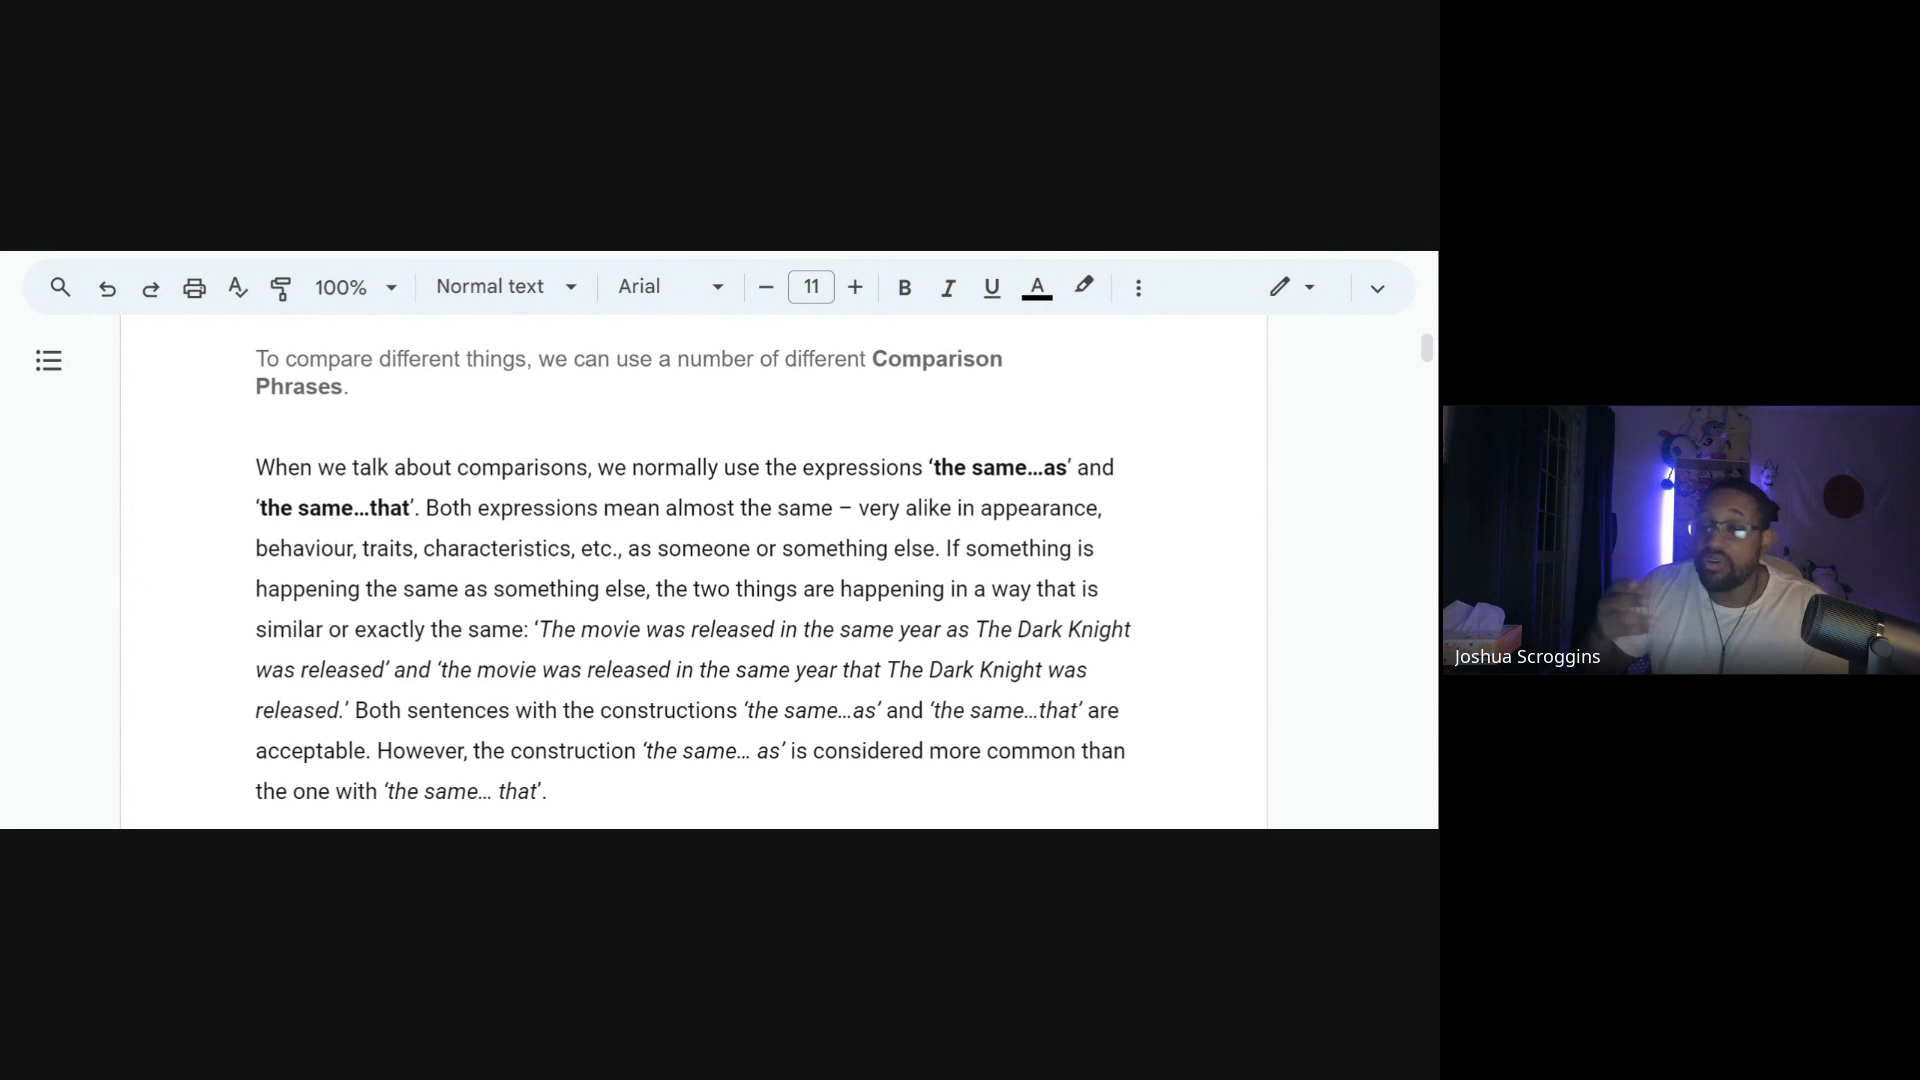 100%
Normal text
Arial
11
B
I
U
A
To compare different things, we can use a number of different Comparison
Phrases.
When we talk about comparisons, we normally use the expressions ‘the same…as’ and
‘the same…that’. Both expressions mean almost the same – very alike in appearance,
behaviour, traits, characteristics, etc., as someone or something else. If something is
happening the same as something else, the two things are happening in a way that is
similar or exactly the same: ‘The movie was released in the same year as The Dark Knight
was released’ and ‘the movie was released in the same year that The Dark Knight was
released.’ Both sentences with the constructions ‘the same…as’ and ‘the same…that’ are
acceptable. However, the construction ‘the same… as’ is considered more common than
the one with ‘the same… that’.
Joshua Scroggins